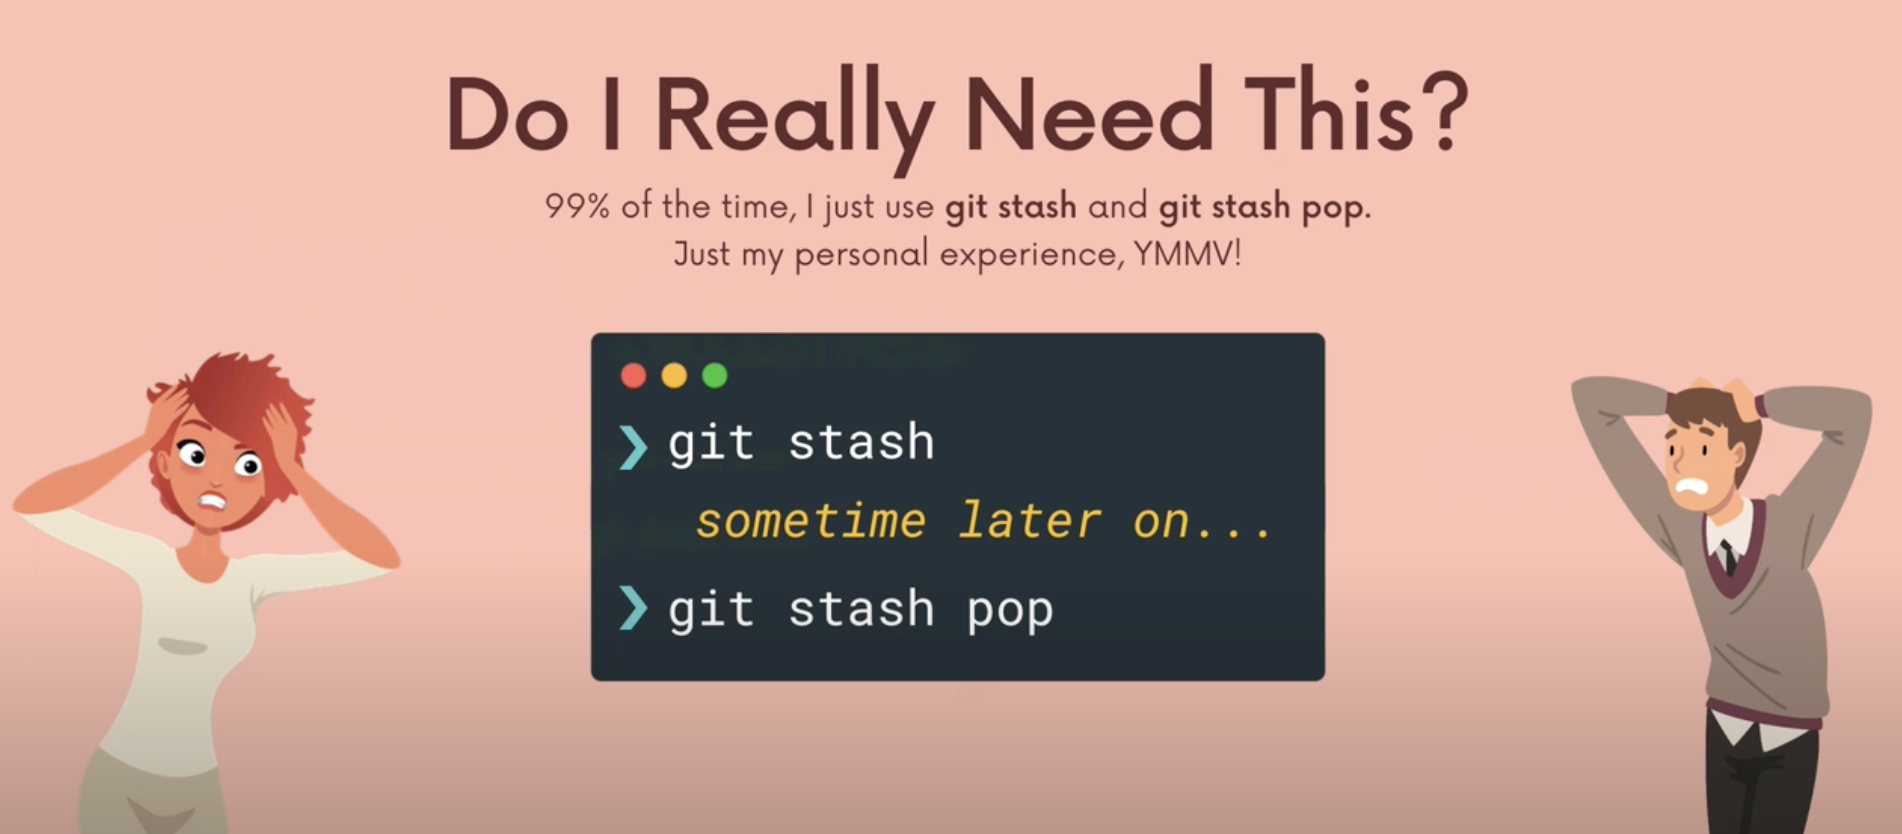 Do I Really Need This?
99% of the time, I just use git stash and git stash pop.
Just my personal experience, YMMV!
❯ git stash
sometime later on...
❯ git stash pop